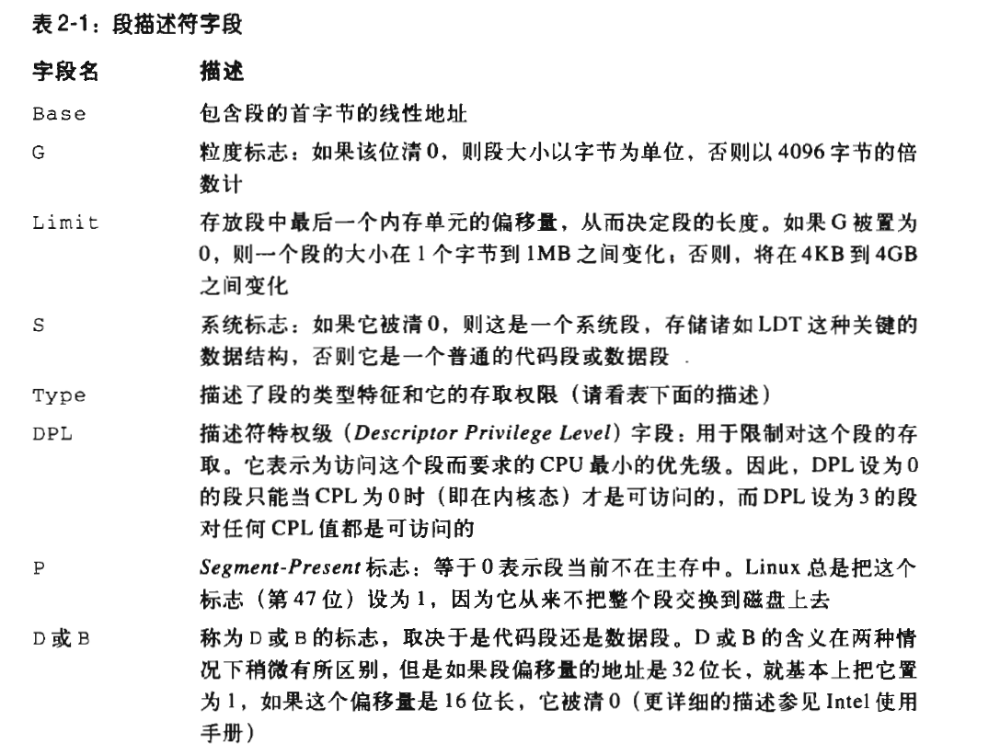 表2-1：段描述符字段
字段名 描述
Base 包含段的首字节的线性地址
G 粒度标志：如果该位清0，则段大小以字节为单位，否则以4096字节的倍
数计
Limit 存放段中最后一个内存单元的偏移量，从而决定段的长度。如果G被置为
0，则一个段的大小在1个字节到1MB之间变化；否则，将在4KB到4GB
之间变化
S 系统标志：如果它被清0，则这是一个系统段，存储诸如LDT这种关键的
数据结构，否则它是一个普通的代码段或数据段
Type 描述了段的类型特征和它的存取权限（请看表下面的描述）
DPL 描述符特权级（Descriptor Privilege Level）字段：用于限制对这个段的存
取。它表示为访问这个段而要求的CPU最小的优先级。因此，DPL设为0
的段只能当CPL为0时（即在内核态）才是可访问的，而DPL设为3的段
对任何CPL值都是可访问的
P Segment-Present标志：等于0表示段当前不在主存中。Linux总是把这个
标志（第47位）设为1，因为它从来不把整个段交换到磁盘上去
D或B 称为D或B的标志，取决于是代码段还是数据段。D或B的含义在两种情
况下稍微有所区别，但是如果段偏移量的地址是32位长，就基本上把它置
为1，如果这个偏移量是16位长，它被清0（更详细的描述参见Intel使用
手册）